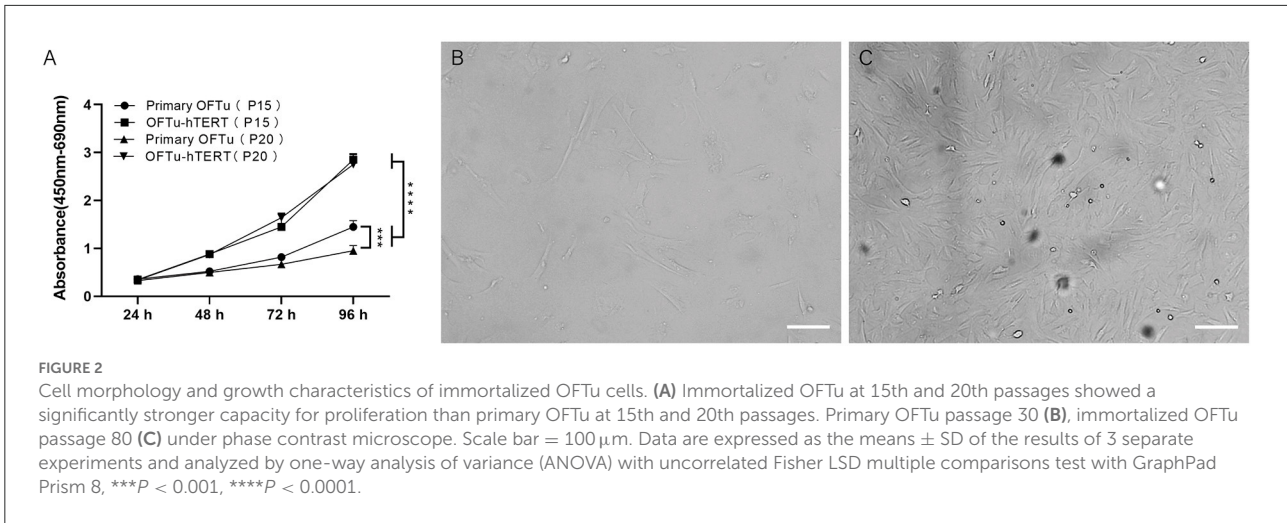 A
B
C
Primary OFTu ( P15 )
OFTu-hTERT ( P15 )
Primary OFTu ( P20 )
OFTu-hTERT ( P20 )
Absorbance(450nm-690nm)
4
3
2
1
0
24 h 48 h 72 h 96 h
***
****
FIGURE 2
Cell morphology and growth characteristics of immortalized OFTu cells. (A) Immortalized OFTu at 15th and 20th passages showed a
significantly stronger capacity for proliferation than primary OFTu at 15th and 20th passages. Primary OFTu passage 30 (B), immortalized OFTu
passage 80 (C) under phase contrast microscope. Scale bar = 100 μm. Data are expressed as the means ± SD of the results of 3 separate
experiments and analyzed by one-way analysis of variance (ANOVA) with uncorrelated Fisher LSD multiple comparisons test with GraphPad
Prism 8, ***P < 0.001, ****P < 0.0001.